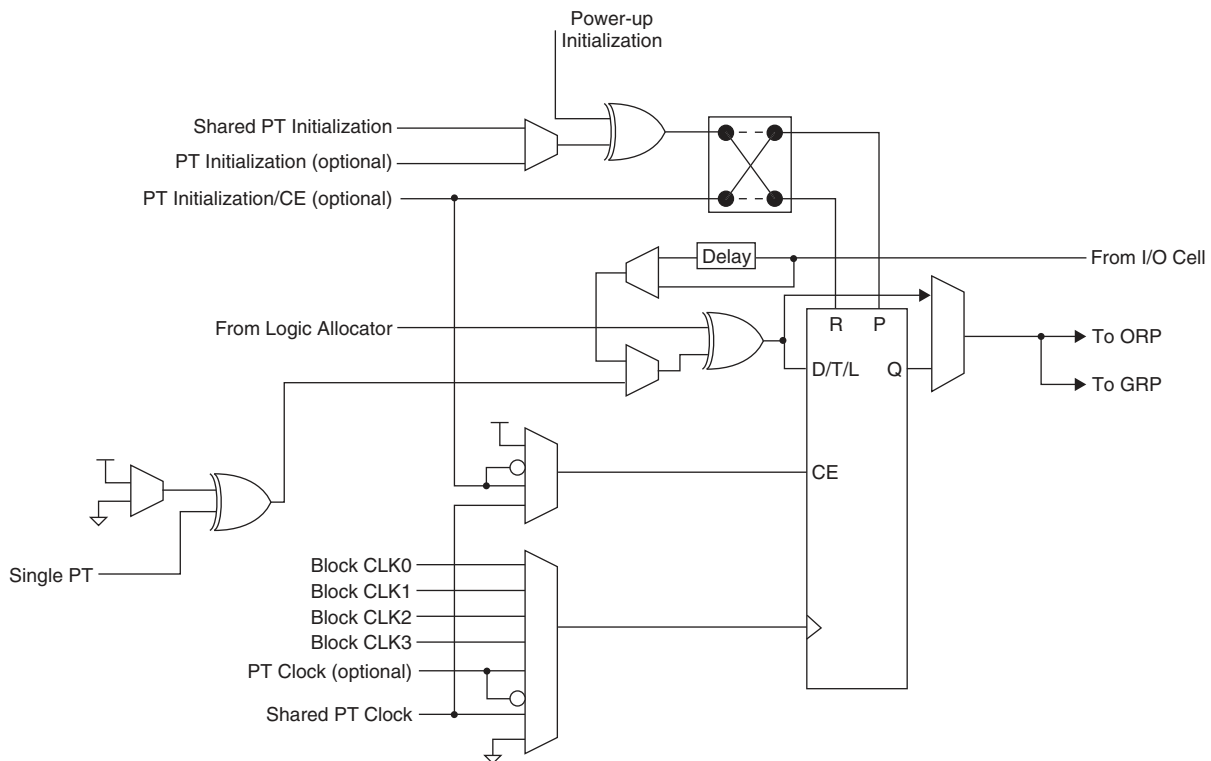 Power-up
Initialization
Shared PT Initialization
PT Initialization (optional)
PT Initialization/CE (optional)
Delay
From I/O Cell
From Logic Allocator
R
P
To ORP
D/T/L
Q
To GRP
CE
Single PT
Block CLK0
Block CLK1
Block CLK2
Block CLK3
PT Clock (optional)
Shared PT Clock